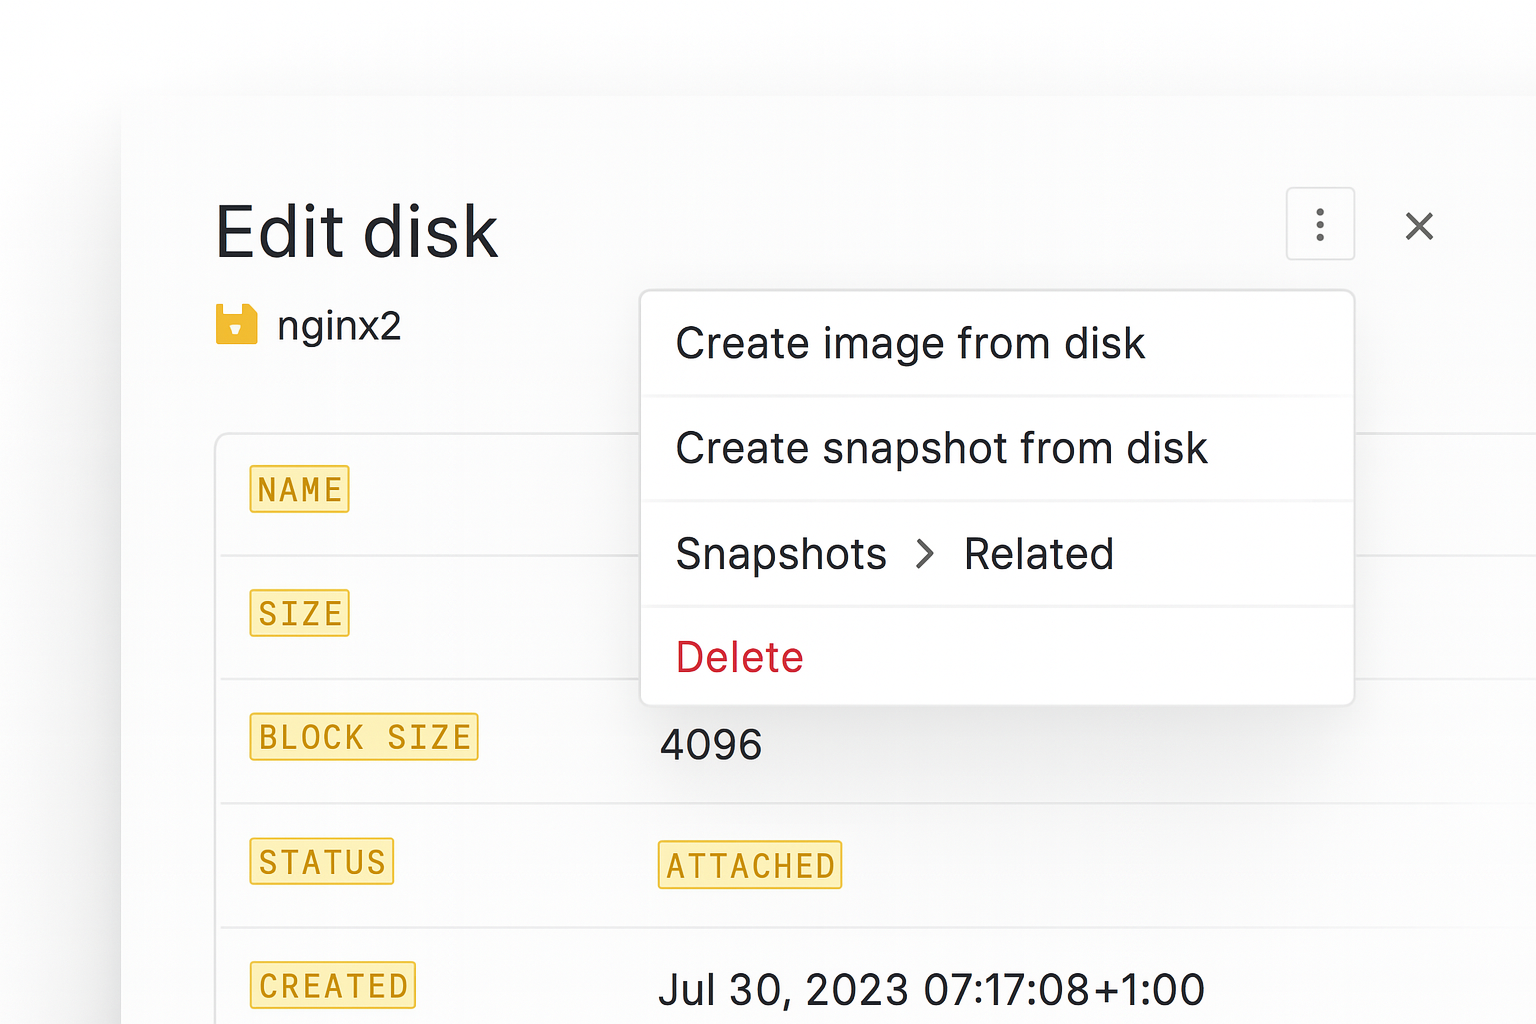 Edit disk
nginx2
Create image from disk
Create snapshot from disk
Snapshots > Related
Delete
NAME
SIZE
BLOCK SIZE 4096
STATUS ATTACHED
CREATED Jul 30, 2023 07:17:08+1:00